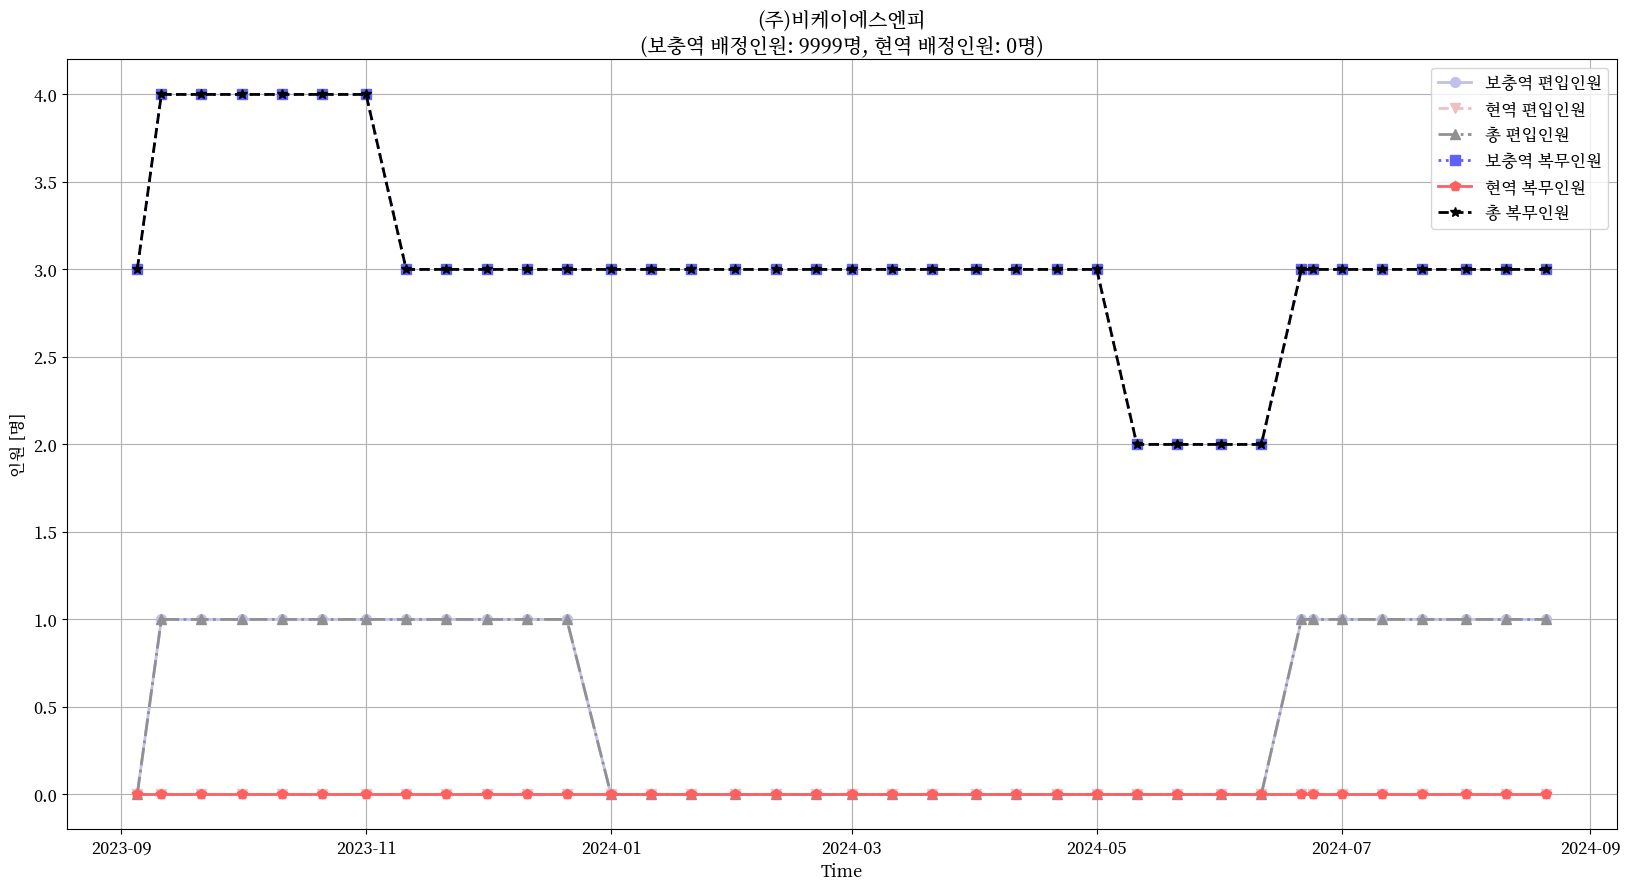 (주)비케이에스엔피
(보충역 배정인원: 9999명, 현역 배정인원: 0명)
보충역 편입인원
현역 편입인원
총 편입인원
보충역 복무인원
현역 복무인원
총 복무인원
인원 [명]
4.0
3.5
3.0
2.5
2.0
1.5
1.0
0.5
0.0
2023-09 2023-11 2024-01 2024-03 2024-05 2024-07 2024-09
Time